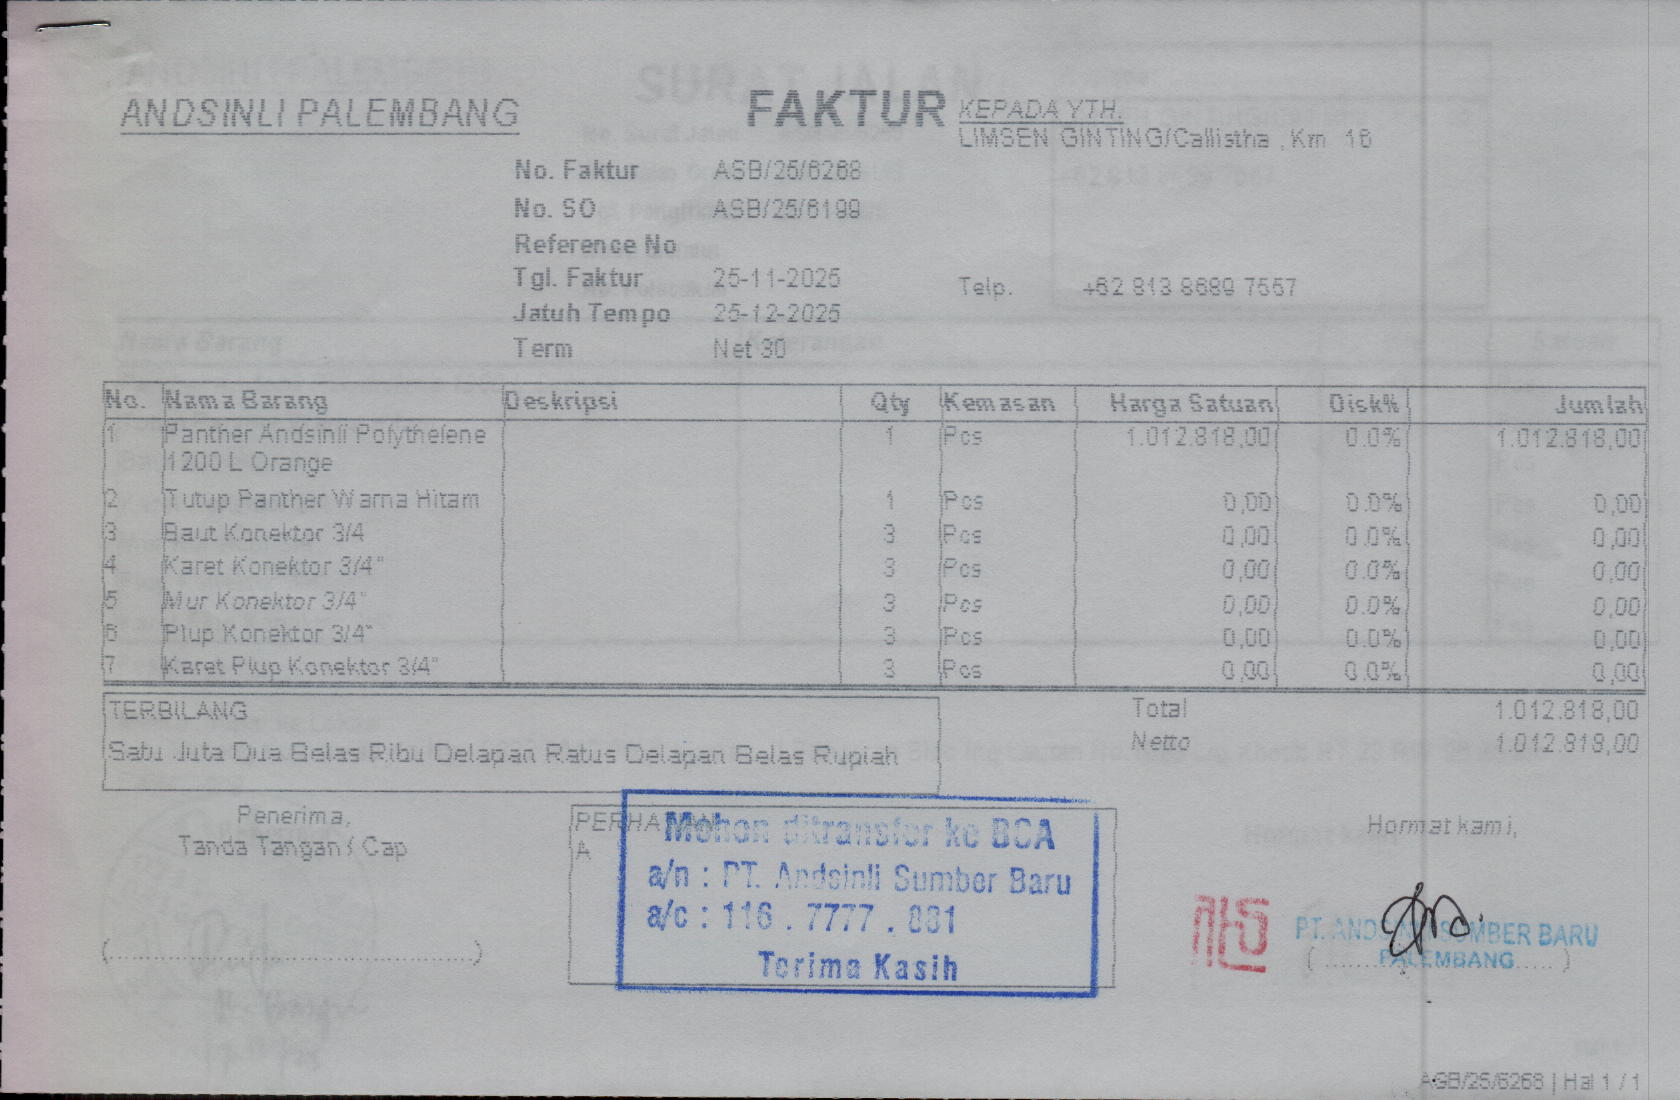 ANDSINLI PALEMBANG
FAKTUR
KEPADA YTH.
LIMSEN GINTING/Callistha , Km 16
No. Faktur ASB/25/6268
No. SO ASB/25/6199
Reference No
Tgl. Faktur 25-11-2025
Telp. +62 813 8689 7557
Jatuh Tempo 25-12-2025
Term Net 30
No. Nama Barang Deskripsi Qty Kemasan Harga Satuan Disk% Jumlah
1 Panther Andsinli Polythelene 1 Pcs 1.012.818,00 0.0% 1.012.818,00
1200 L Orange
2 Tutup Panther Warna Hitam 1 Pcs 0,00 0.0% 0,00
3 Baut Konektor 3/4 3 Pcs 0,00 0.0% 0,00
4 Karet Konektor 3/4" 3 Pcs 0,00 0.0% 0,00
5 Mur Konektor 3/4" 3 Pcs 0,00 0.0% 0,00
6 Plup Konektor 3/4" 3 Pcs 0,00 0.0% 0,00
7 Karet Plup Konektor 3/4" 3 Pcs 0,00 0.0% 0,00
TERBILANG
Total 1.012.818,00
Satu Juta Dua Belas Ribu Delapan Ratus Delapan Belas Rupiah
Netto 1.012.818,00
Penerima,
Tanda Tangan / Cap
PERHATIAN
A
Mohon ditransfer ke BCA
a/n : PT. Andsinli Sumber Baru
a/c : 116 . 7777 . 881
Terima Kasih
Hormat kami,
PT. ANDSINLI SUMBER BARU
PALEMBANG
ASB/25/6268 | Hal 1 / 1
SURAT JALAN